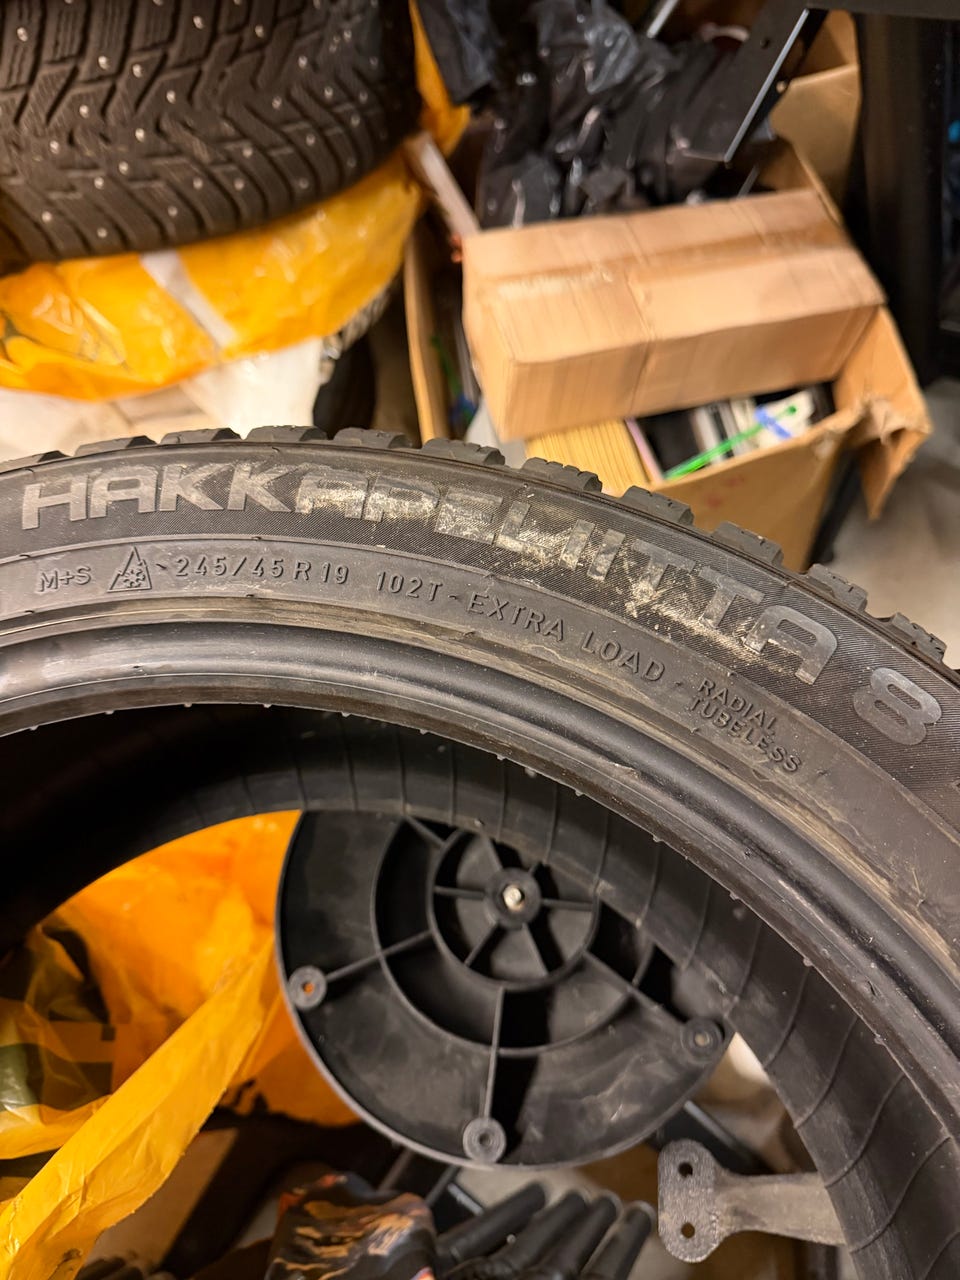 HAKKAPELIITTA 8
M+S 245/45 R 19 102T - EXTRA LOAD - RADIAL
TUBELESS